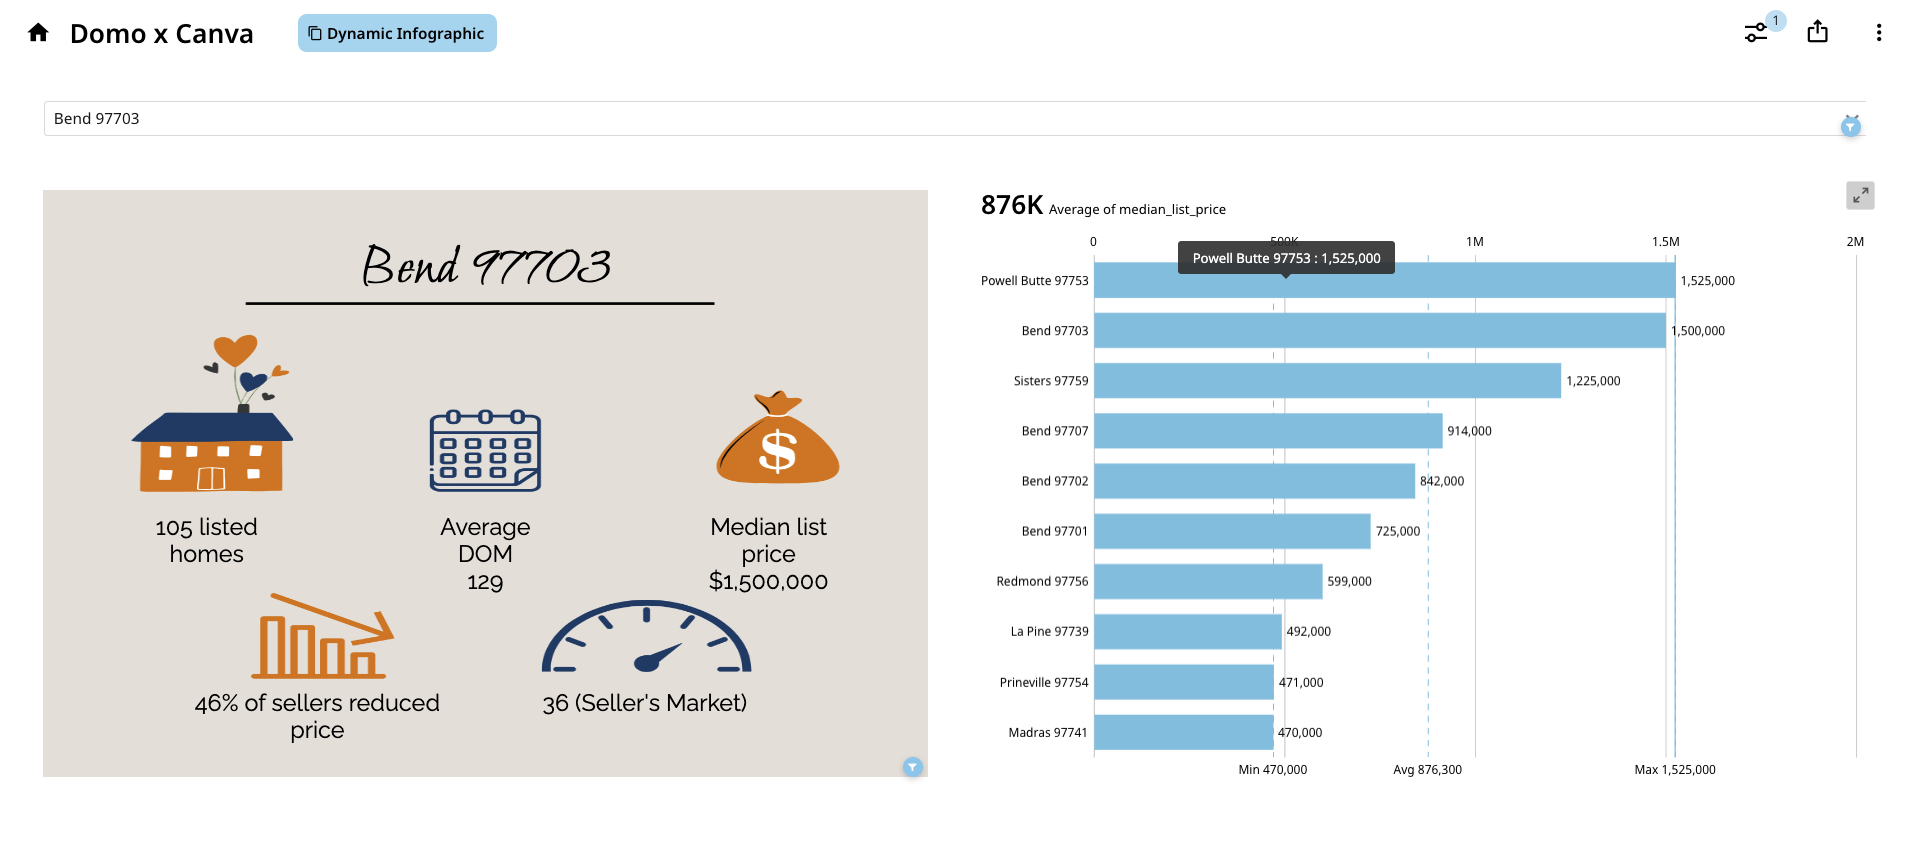 Domo x Canva
Dynamic Infographic
1
Bend 97703
Bend 97703
105 listed
homes
Average
DOM
129
$
Median list
price
$1,500,000
46% of sellers reduced
price
36 (Seller's Market)
876K Average of median_list_price
0 500K 1M 1.5M 2M
Powell Butte 97753 : 1,525,000
Powell Butte 97753 1,525,000
Bend 97703 1,500,000
Sisters 97759 1,225,000
Bend 97707 914,000
Bend 97702 842,000
Bend 97701 725,000
Redmond 97756 599,000
La Pine 97739 492,000
Prineville 97754 471,000
Madras 97741 470,000
Min 470,000 Avg 876,300 Max 1,525,000